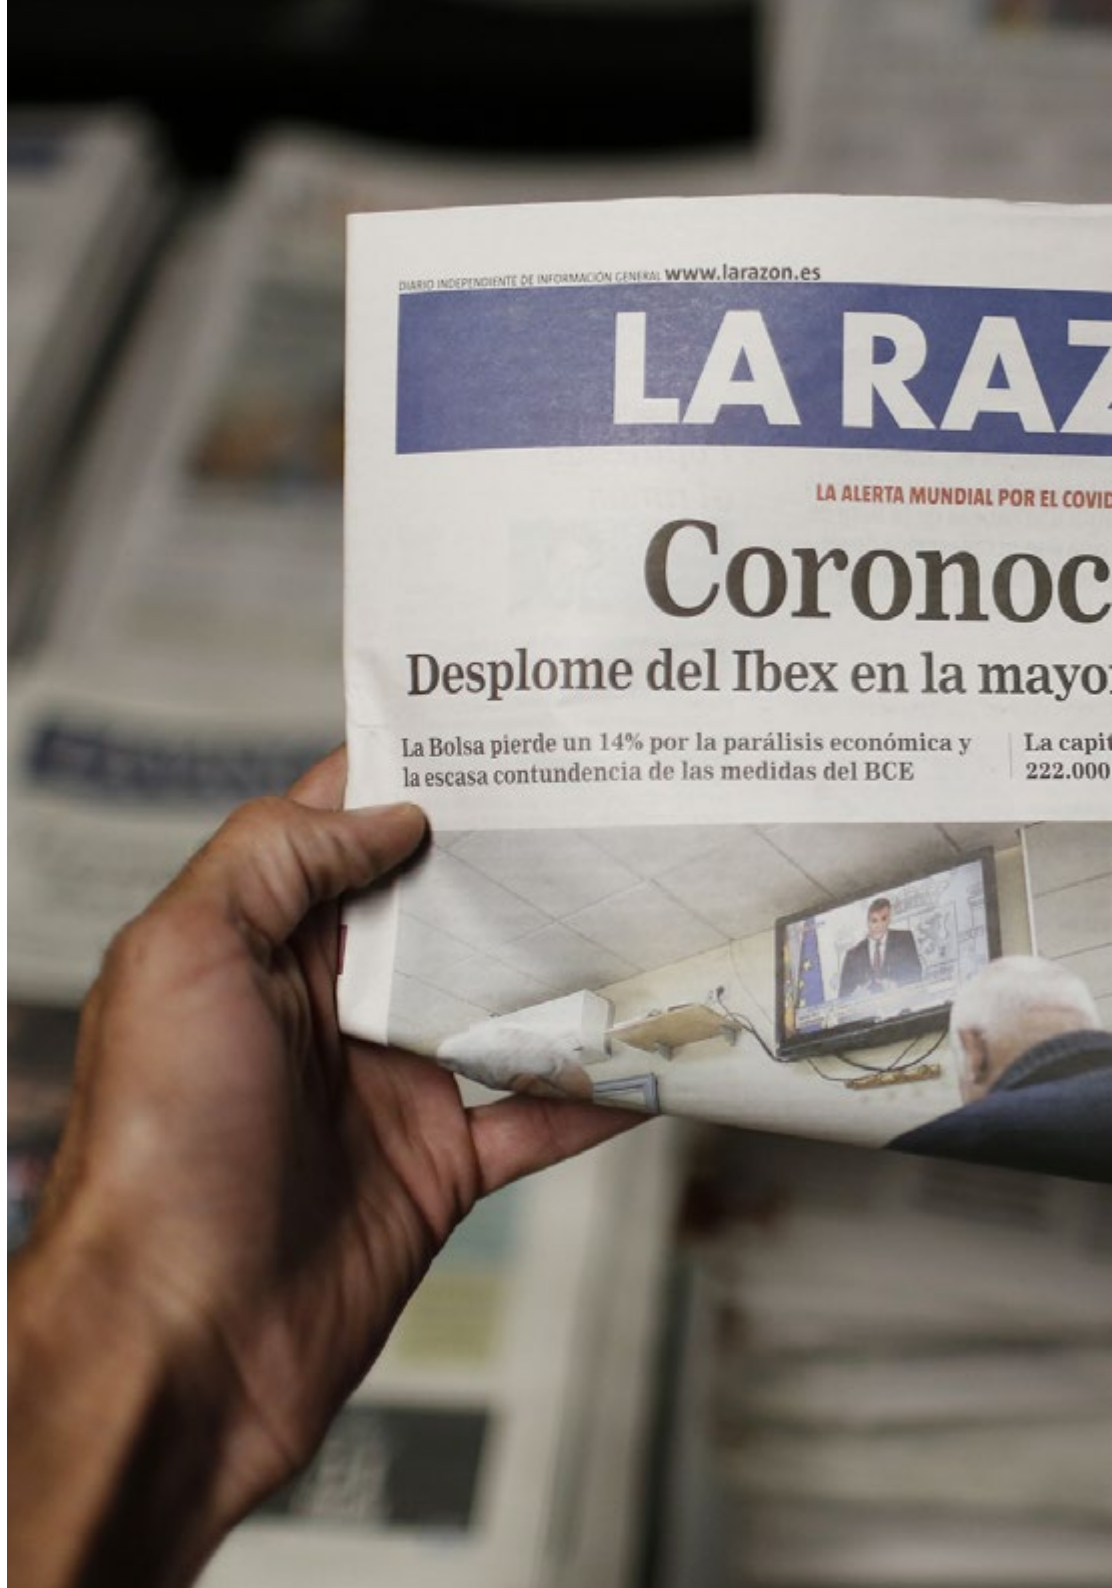 DIARIO INDEPENDIENTE DE INFORMACIÓN GENERAL www.larazon.es
LA RAZ
LA ALERTA MUNDIAL POR EL COVID
Coronoc
Desplome del Ibex en la mayo
La Bolsa pierde un 14% por la parálisis económica y
la escasa contundencia de las medidas del BCE
La capit
222.000